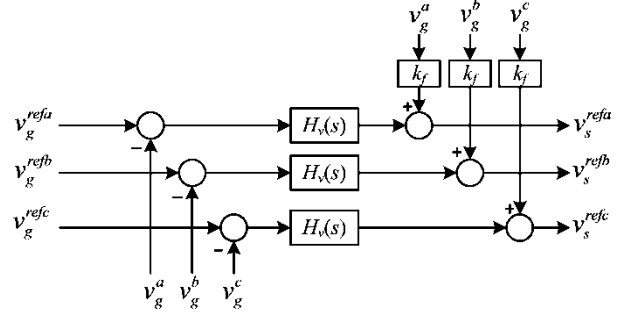 v_g^a v_g^b v_g^c
k_f k_f k_f
v_g^{refa} − H_v(s) + v_s^{refa}
v_g^{refb} − H_v(s) + v_s^{refb}
v_g^{refc} − H_v(s) + v_s^{refc}
v_g^a v_g^b v_g^c